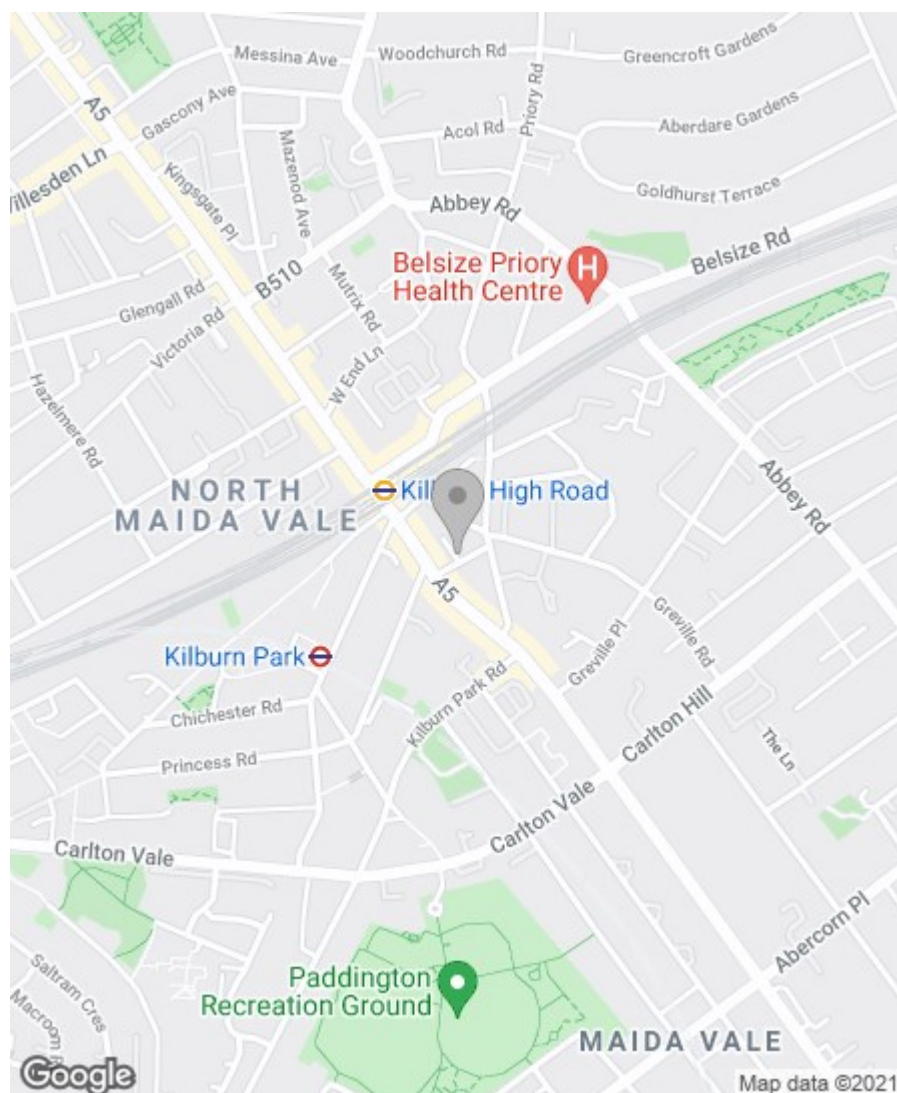 Messina Ave
Woodchurch Rd
Greencroft Gardens
A5
Gascony Ave
Priory Rd
Acol Rd
Aberdare Gardens
Mazenod Ave
Kingsgate Pl
Goldhurst Terrace
Abbey Rd
Belsize Rd
Belsize Priory
Health Centre
H
B510
Mutrix Rd
Glengall Rd
Victoria Rd
W End Ln
Hazelmere Rd
NORTH
MAIDA VALE
High Road
Abbey Rd
A5
Greville Rd
Greville Pl
Kilburn Park
Kilburn Park Rd
Chichester Rd
Carlton Hill
Princess Rd
The Ln
Carlton Vale
Carlton Vale
Abercorn Pl
Saltram Cres
Paddington
Recreation Ground
MAIDA VALE
Google
Map data ©2021